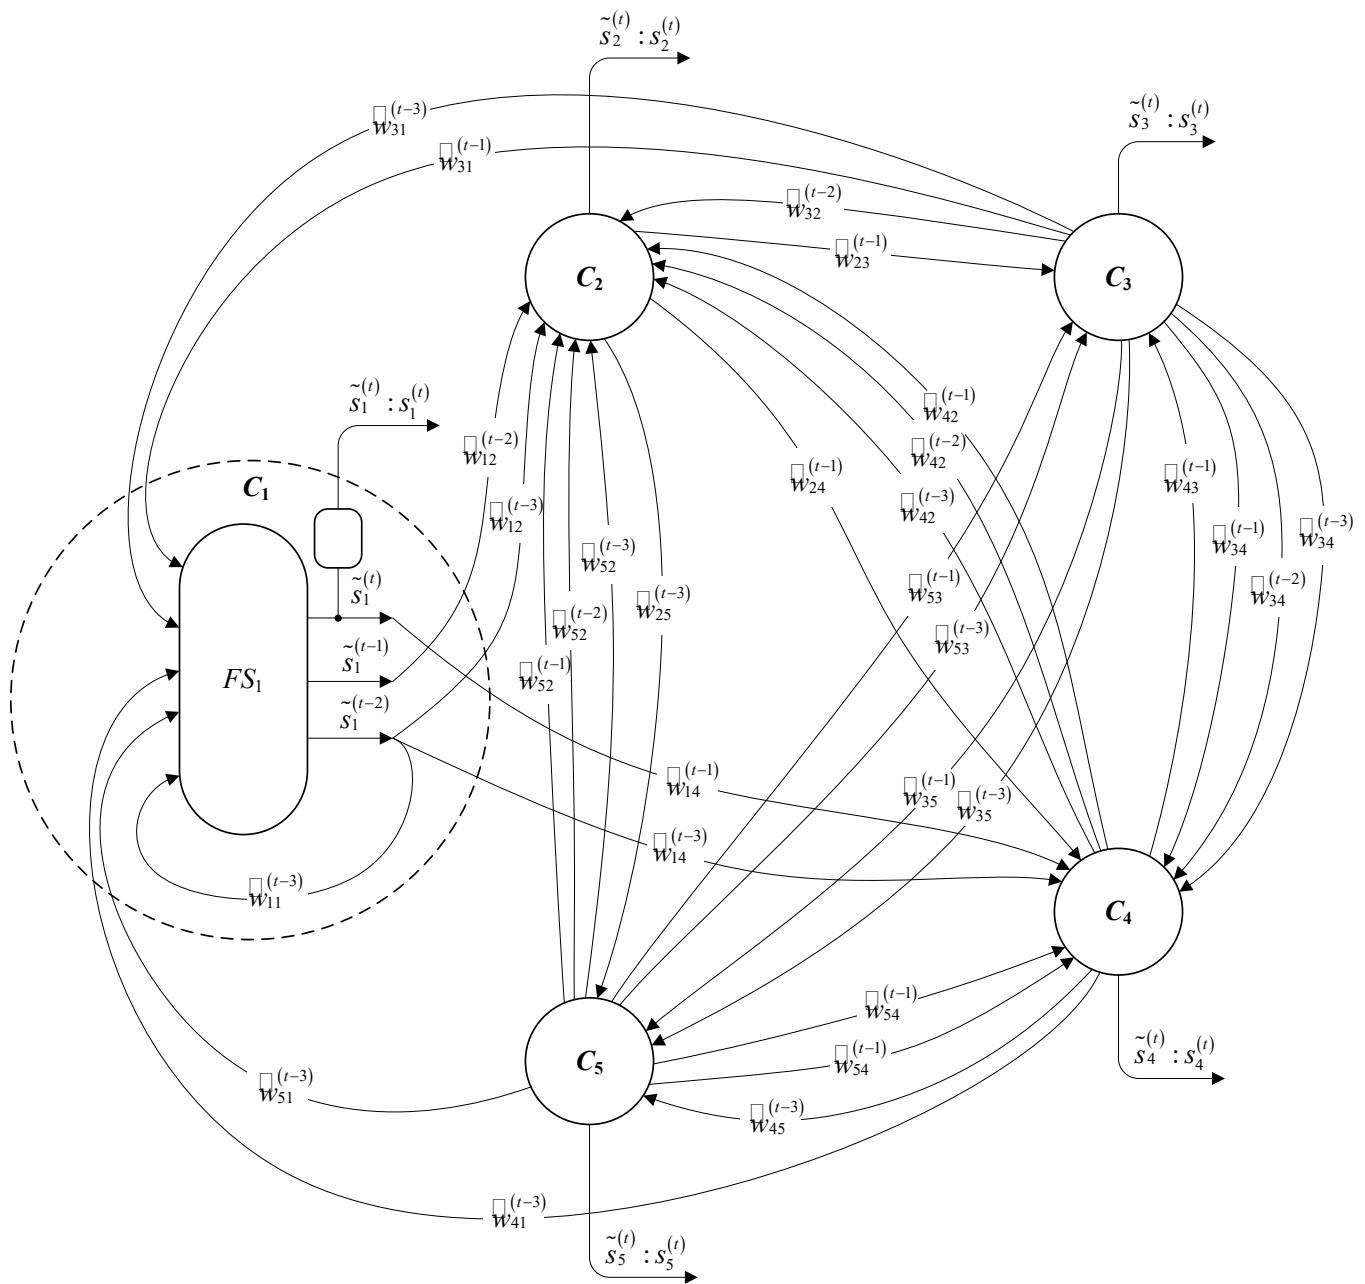 s̃₂⁽ᵗ⁾ : s₂⁽ᵗ⁾
s̃₃⁽ᵗ⁾ : s₃⁽ᵗ⁾
□w₃₁⁽ᵗ⁻³⁾
□w₃₁⁽ᵗ⁻¹⁾
□w₃₂⁽ᵗ⁻²⁾
□w₂₃⁽ᵗ⁻¹⁾
C₂
C₃
s̃₁⁽ᵗ⁾ : s₁⁽ᵗ⁾
□w₄₂⁽ᵗ⁻¹⁾
□w₁₂⁽ᵗ⁻²⁾
□w₄₂⁽ᵗ⁻²⁾
□w₂₄⁽ᵗ⁻¹⁾
□w₄₃⁽ᵗ⁻¹⁾
C₁
□w₁₂⁽ᵗ⁻³⁾
□w₄₂⁽ᵗ⁻³⁾
□w₃₄⁽ᵗ⁻¹⁾
□w₃₄⁽ᵗ⁻³⁾
□w₅₂⁽ᵗ⁻³⁾
s̃₁⁽ᵗ⁾
□w₅₃⁽ᵗ⁻¹⁾
□w₃₄⁽ᵗ⁻²⁾
□w₂₅⁽ᵗ⁻³⁾
□w₅₂⁽ᵗ⁻²⁾
□w₅₃⁽ᵗ⁻³⁾
s̃₁⁽ᵗ⁻¹⁾
FS₁
□w₅₂⁽ᵗ⁻¹⁾
s̃₁⁽ᵗ⁻²⁾
□w₁₄⁽ᵗ⁻¹⁾
□w₃₅⁽ᵗ⁻¹⁾
□w₃₅⁽ᵗ⁻³⁾
□w₁₄⁽ᵗ⁻³⁾
□w₁₁⁽ᵗ⁻³⁾
C₄
□w₅₄⁽ᵗ⁻¹⁾
C₅
□w₅₄⁽ᵗ⁻¹⁾
s̃₄⁽ᵗ⁾ : s₄⁽ᵗ⁾
□w₅₁⁽ᵗ⁻³⁾
□w₄₅⁽ᵗ⁻³⁾
□w₄₁⁽ᵗ⁻³⁾
s̃₅⁽ᵗ⁾ : s₅⁽ᵗ⁾